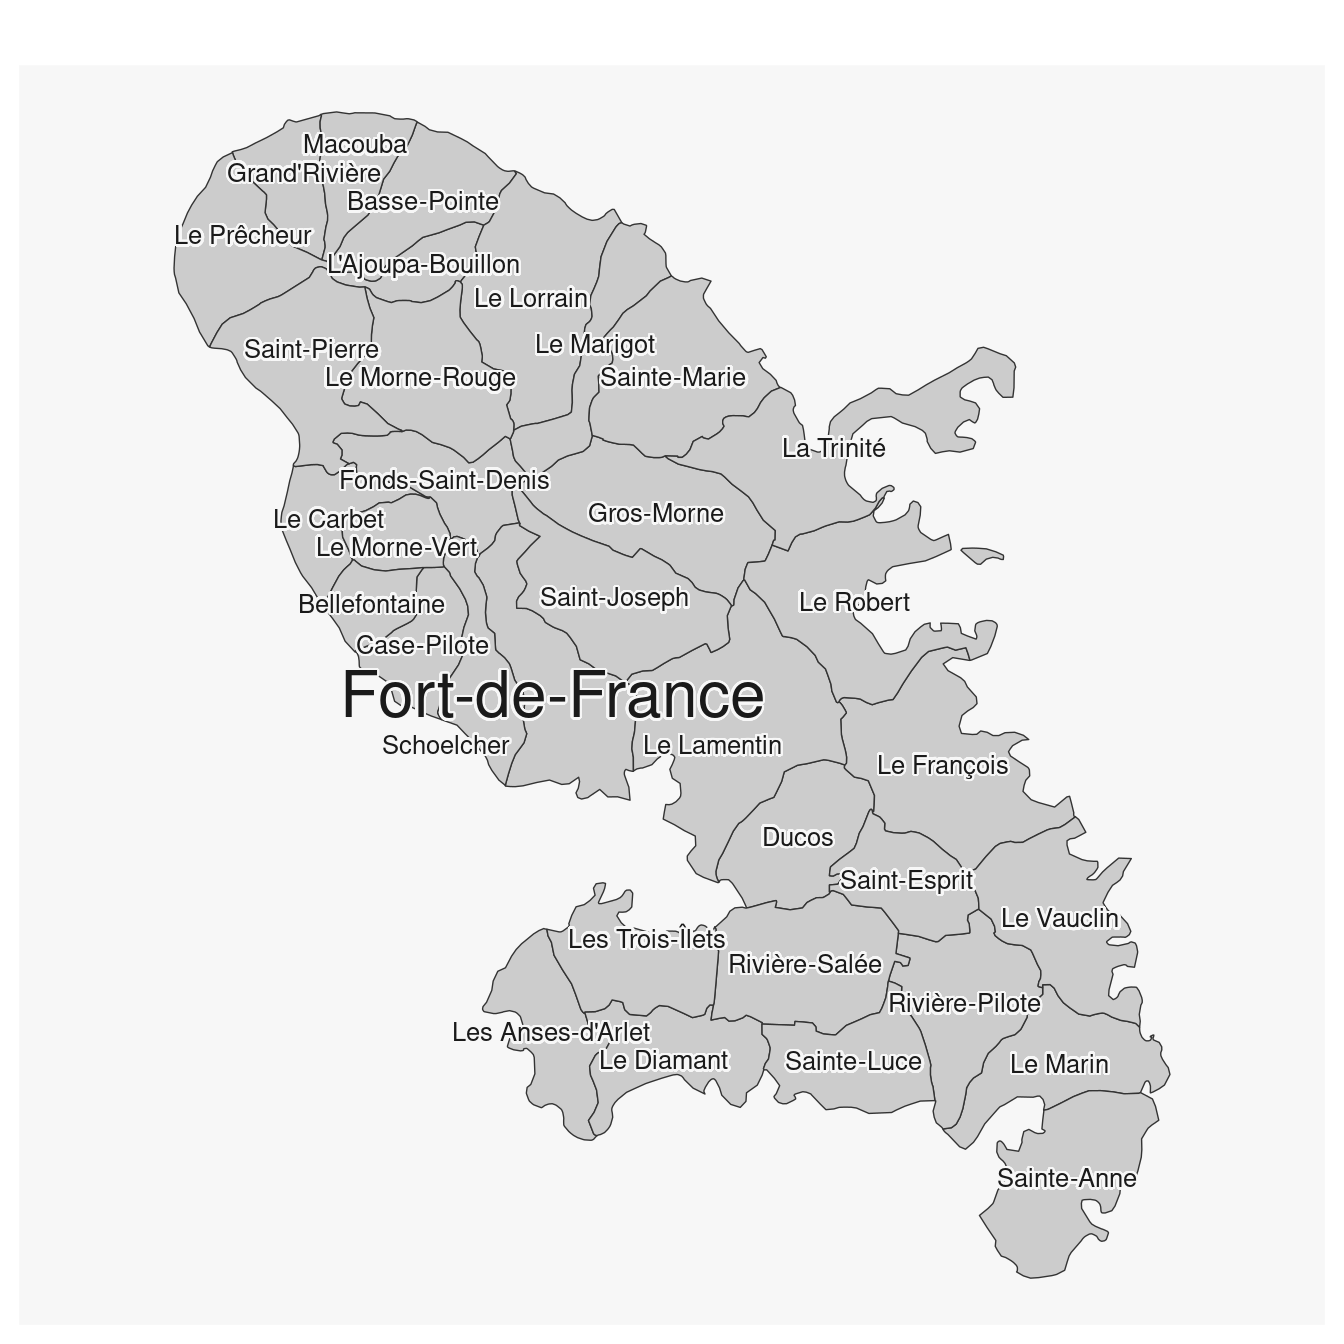 Macouba
Grand'Rivière
Basse-Pointe
Le Prêcheur
L'Ajoupa-Bouillon
Le Lorrain
Le Marigot
Saint-Pierre
Le Morne-Rouge
Sainte-Marie
La Trinité
Fonds-Saint-Denis
Gros-Morne
Le Carbet
Le Morne-Vert
Saint-Joseph
Le Robert
Bellefontaine
Case-Pilote
Fort-de-France
Schoelcher
Le Lamentin
Le François
Ducos
Saint-Esprit
Le Vauclin
Les Trois-Îlets
Rivière-Salée
Rivière-Pilote
Les Anses-d'Arlet
Le Diamant
Sainte-Luce
Le Marin
Sainte-Anne